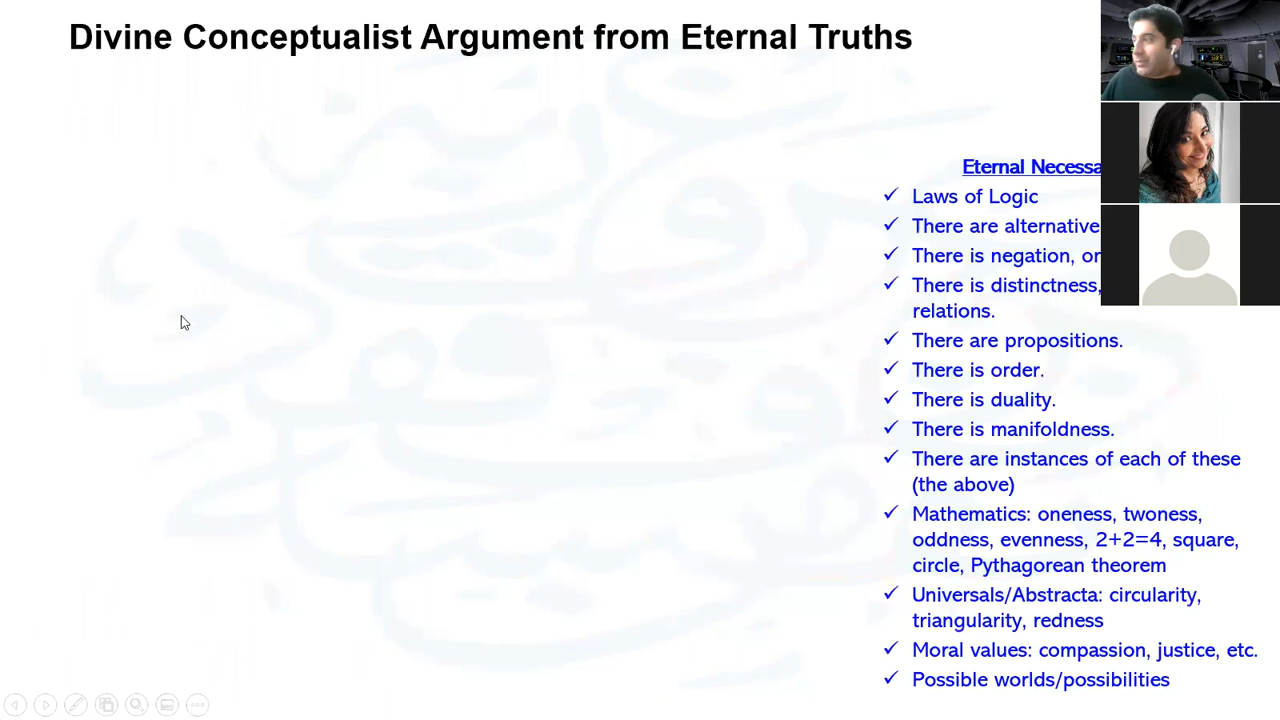 Divine Conceptualist Argument from Eternal Truths
Eternal Necessa
Laws of Logic
There are alternative
There is negation, or
There is distinctness,
relations.
There are propositions.
There is order.
There is duality.
There is manifoldness.
There are instances of each of these
(the above)
Mathematics: oneness, twoness,
oddness, evenness, 2+2=4, square,
circle, Pythagorean theorem
Universals/Abstracta: circularity,
triangularity, redness
Moral values: compassion, justice, etc.
Possible worlds/possibilities